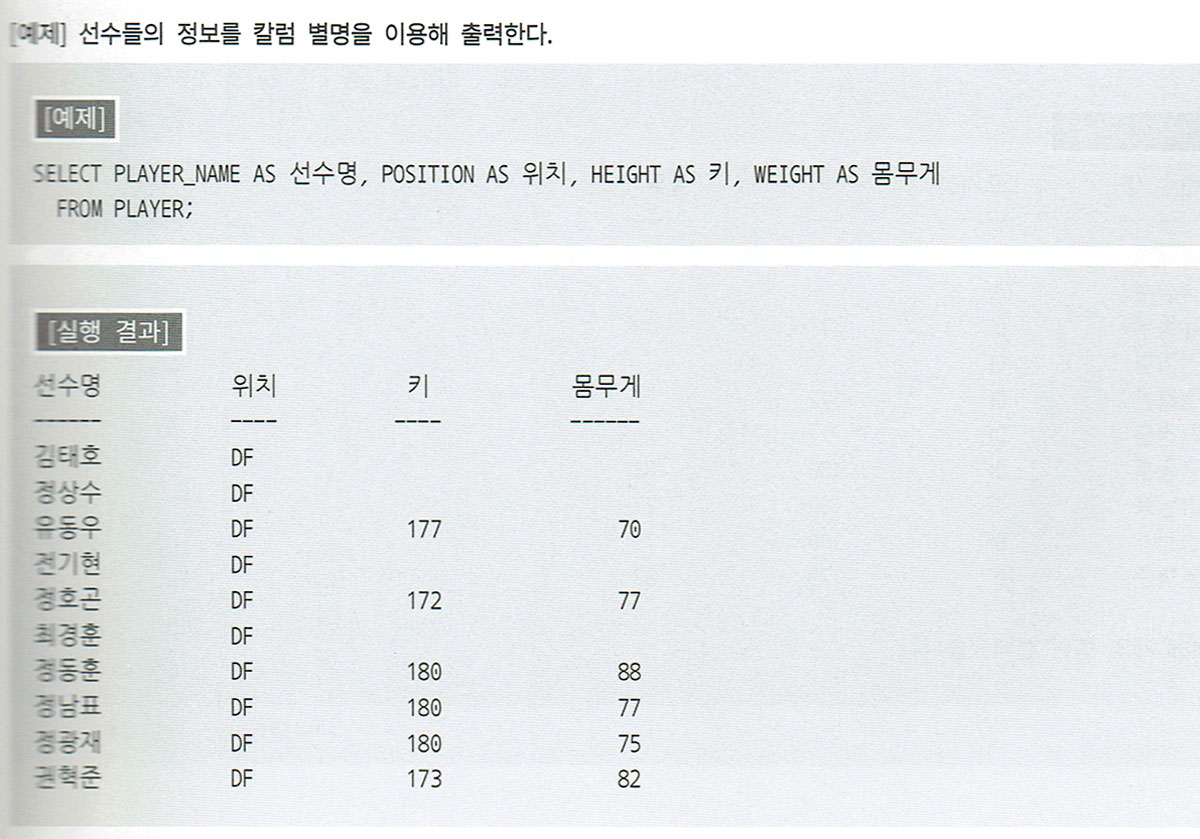 [예제] 선수들의 정보를 칼럼 별명을 이용해 출력한다.
[예제]
SELECT PLAYER_NAME AS 선수명, POSITION AS 위치, HEIGHT AS 키, WEIGHT AS 몸무게
FROM PLAYER;
[실행 결과]
선수명 위치 키 몸무게
------ ---- ---- ------
김태호 DF
정상수 DF
유동우 DF 177 70
전기현 DF
정호곤 DF 172 77
최경훈 DF
정동훈 DF 180 88
정남표 DF 180 77
정광재 DF 180 75
권혁준 DF 173 82